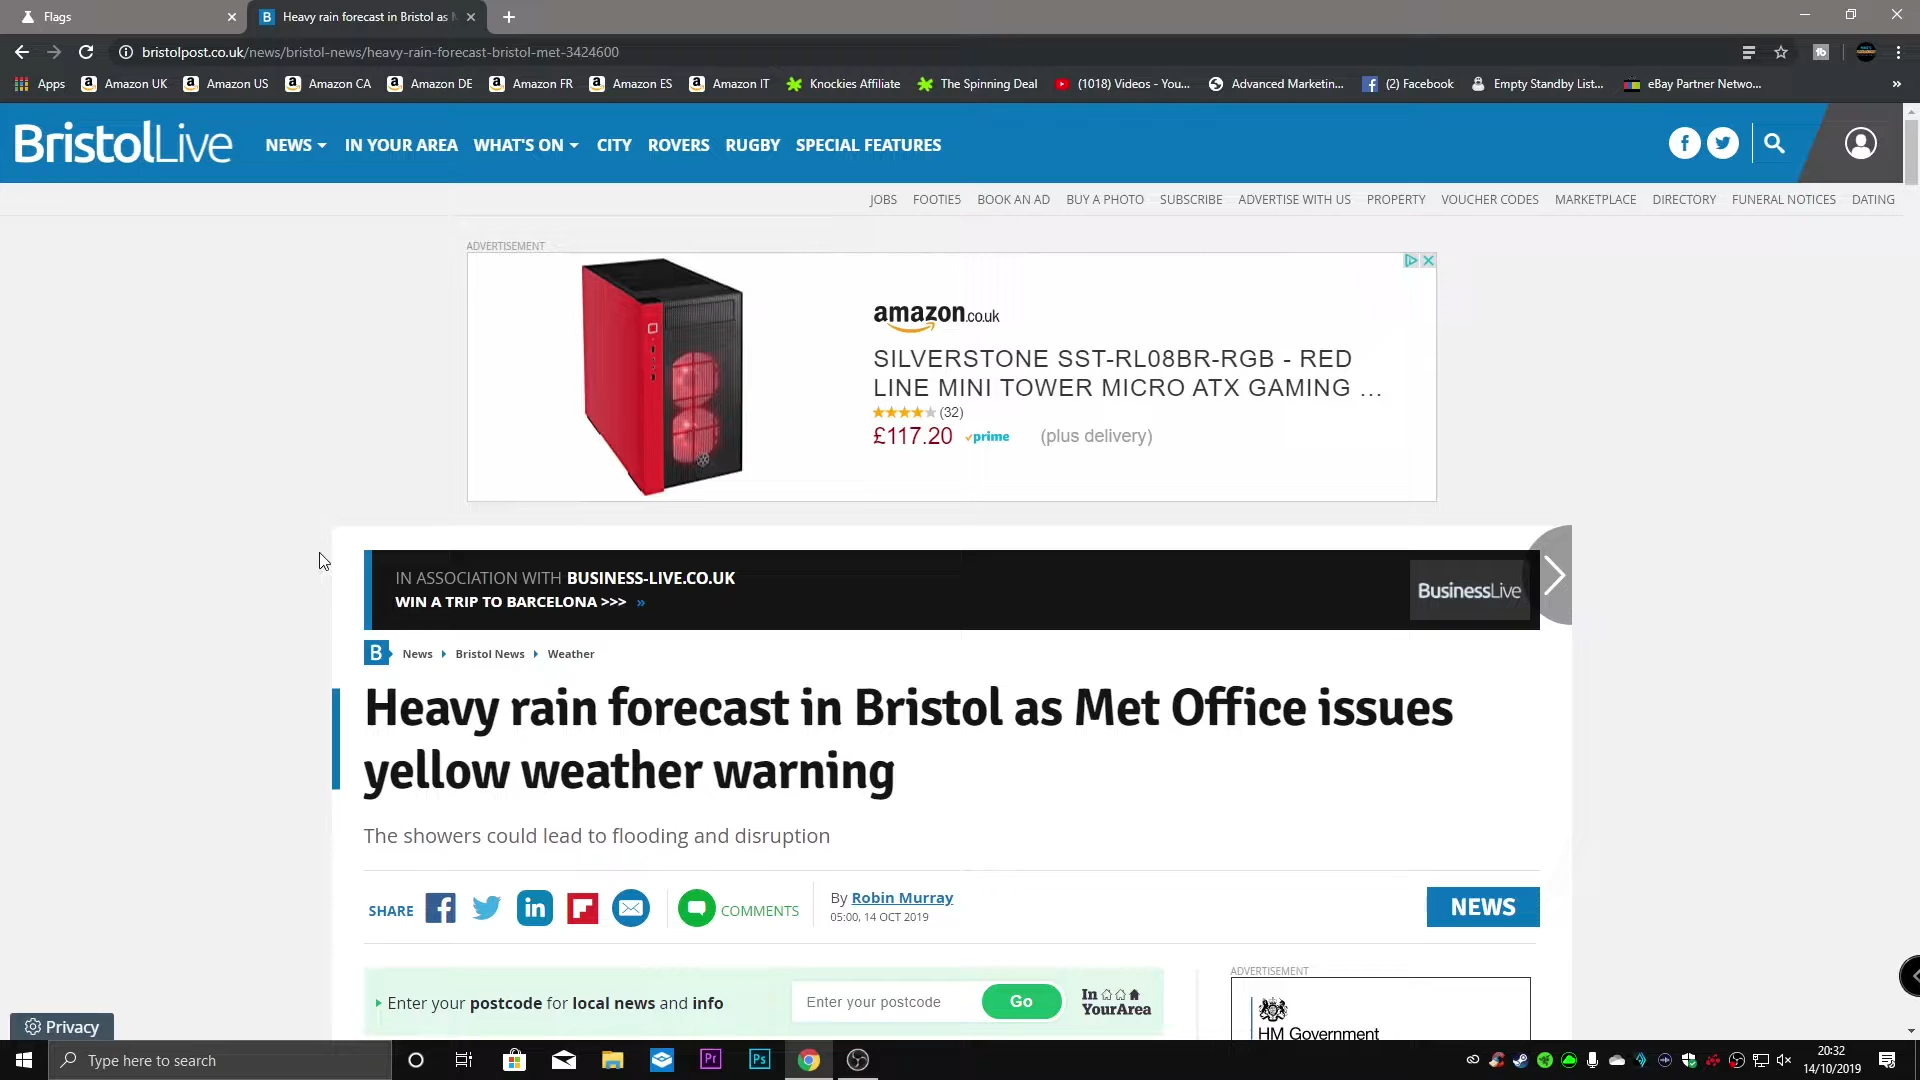 Flags
Heavy rain forecast in Bristol as
bristolpost.co.uk/news/bristol-news/heavy-rain-forecast-bristol-met-3424600
Apps
Amazon UK
Amazon US
Amazon CA
Amazon DE
Amazon FR
Amazon ES
Amazon IT
Knockies Affiliate
The Spinning Deal
(1018) Videos - You...
Advanced Marketin...
(2) Facebook
Empty Standby List...
eBay Partner Netwo...
BristolLive
NEWS
IN YOUR AREA
WHAT'S ON
CITY
ROVERS
RUGBY
SPECIAL FEATURES
JOBS
FOOTIE5
BOOK AN AD
BUY A PHOTO
SUBSCRIBE
ADVERTISE WITH US
PROPERTY
VOUCHER CODES
MARKETPLACE
DIRECTORY
FUNERAL NOTICES
DATING
ADVERTISEMENT
amazon.co.uk
SILVERSTONE SST-RL08BR-RGB - RED
LINE MINI TOWER MICRO ATX GAMING ...
(32)
£117.20 prime (plus delivery)
IN ASSOCIATION WITH BUSINESS-LIVE.CO.UK
WIN A TRIP TO BARCELONA >>> »
BusinessLive
B News Bristol News Weather
Heavy rain forecast in Bristol as Met Office issues
yellow weather warning
The showers could lead to flooding and disruption
SHARE
in
COMMENTS
By Robin Murray
05:00, 14 OCT 2019
NEWS
Enter your postcode for local news and info
Enter your postcode
Go
In
YourArea
ADVERTISEMENT
HM Government
Privacy
Type here to search
Pr
Ps
20:32
14/10/2019